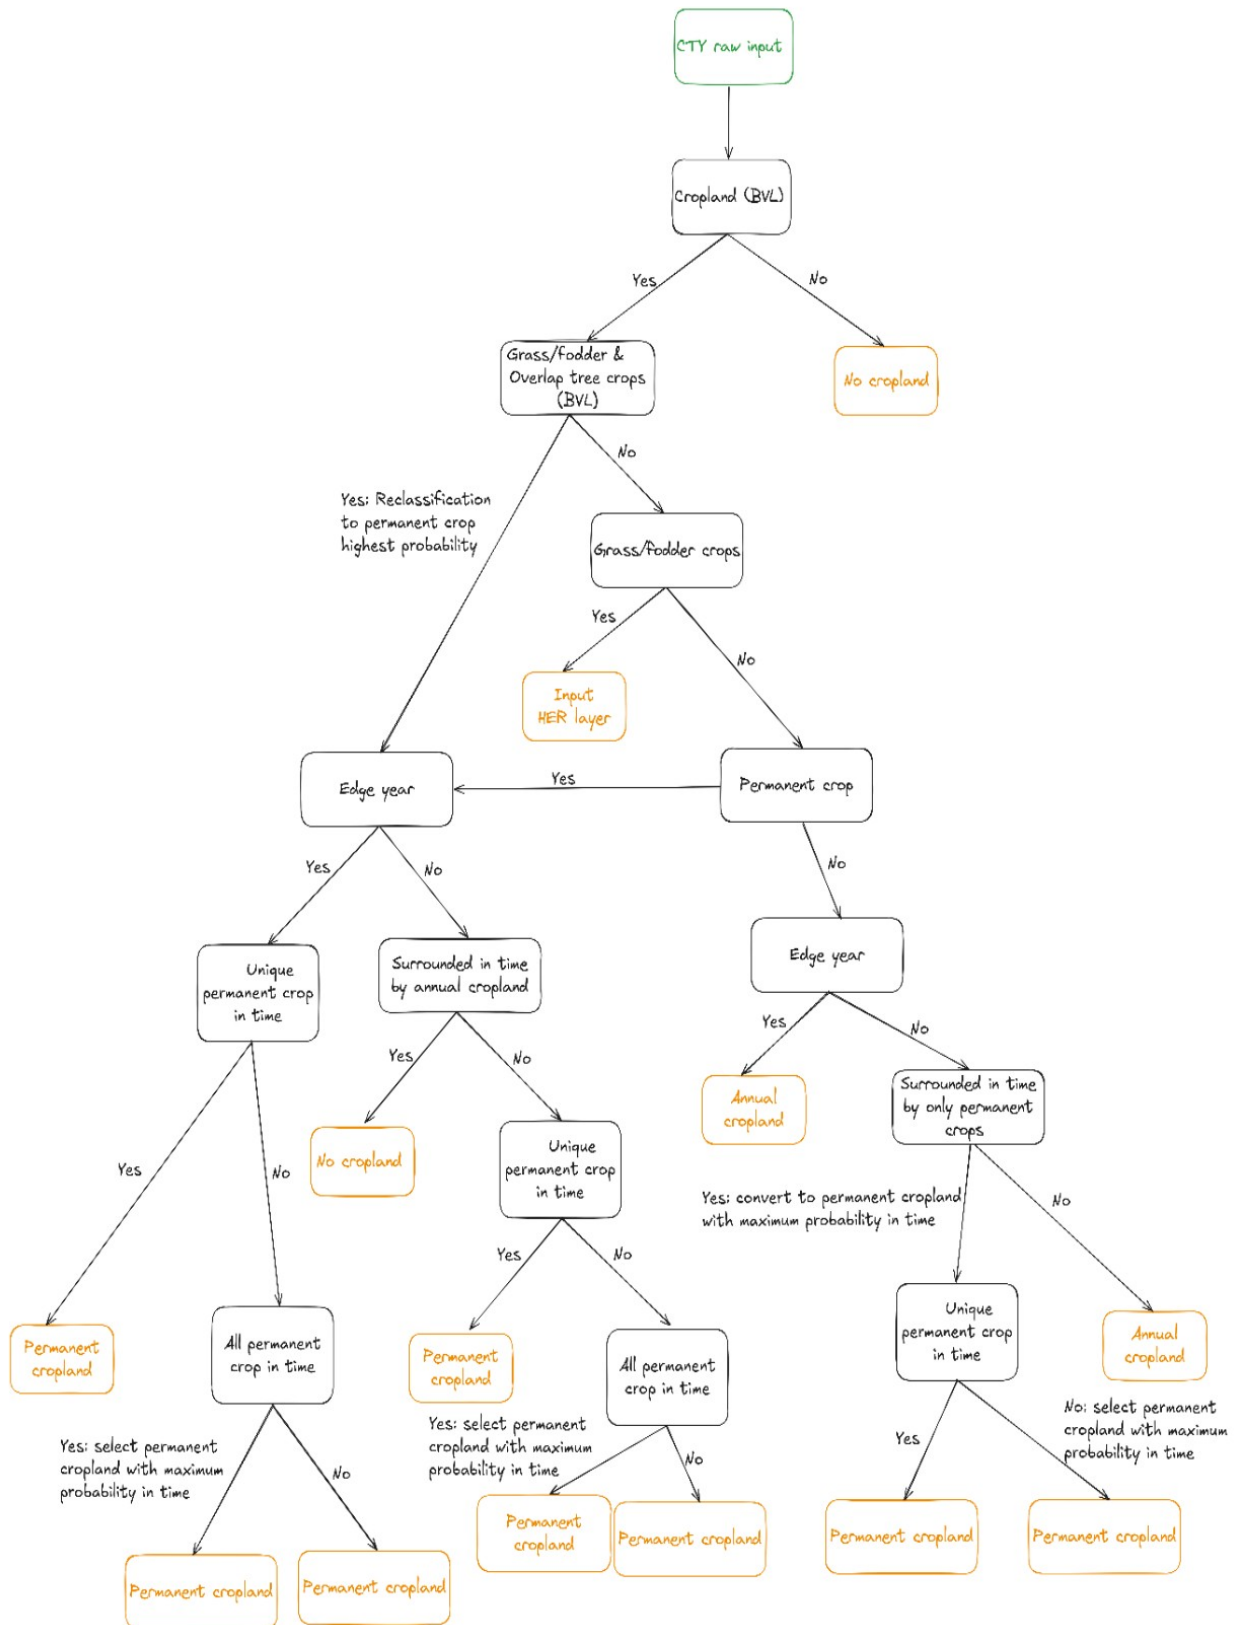 CTY raw input
Cropland (BVL)
Yes
No
Grass/fodder &
Overlap tree crops
(BVL)
No cropland
No
Yes: Reclassification
to permanent crop
highest probability
Grass/fodder crops
Yes
No
Input
HER layer
Edge year
Yes
Permanent crop
Yes
No
No
Unique
permanent crop
in time
Surrounded in time
by annual cropland
Edge year
Yes
No
Yes
No
Annual
cropland
Surrounded in time
by only permanent
crops
No cropland
Unique
permanent crop
in time
Yes
No
Yes: convert to permanent cropland
with maximum probability in time
No
Yes
No
Permanent
cropland
All permanent
crop in time
Permanent
cropland
All permanent
crop in time
Unique
permanent crop
in time
Annual
cropland
Yes: select permanent
cropland with maximum
probability in time
No
Yes: select permanent
cropland with maximum
probability in time
No
Yes
No: select permanent
cropland with maximum
probability in time
Permanent cropland
Permanent cropland
Permanent
cropland
Permanent cropland
Permanent cropland
Permanent cropland